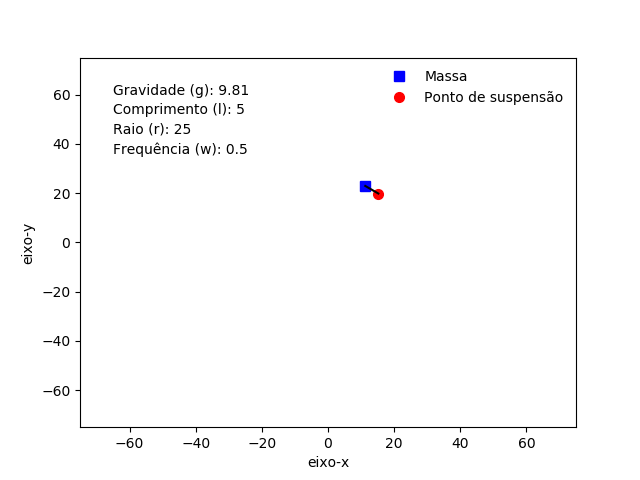 Gravidade (g): 9.81
Comprimento (l): 5
Raio (r): 25
Frequência (w): 0.5
Massa
Ponto de suspensão
60
40
20
0
−20
−40
−60
eixo-y
−60
−40
−20
0
20
40
60
eixo-x